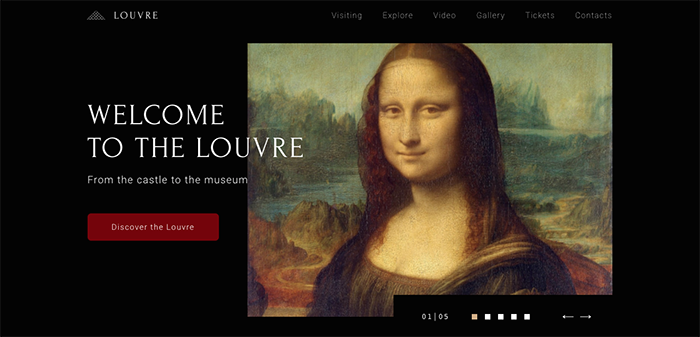 LOUVRE
Visiting Explore Video Gallery Tickets Contacts
WELCOME
TO THE LOUVRE
From the castle to the museum
Discover the Louvre
01|05